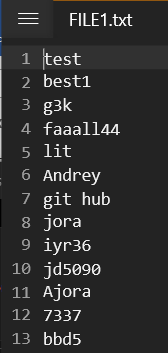 FILE1.txt
1 test
2 best1
3 g3k
4 faaall44
5 lit
6 Andrey
7 git hub
8 jora
9 iyr36
10 jd5090
11 Ajora
12 7337
13 bbd5